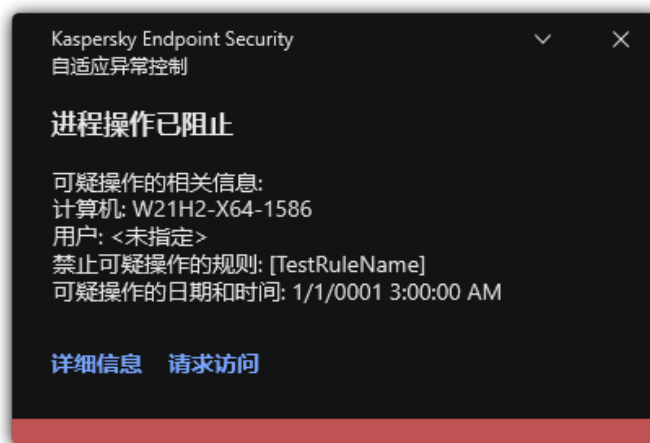 Kaspersky Endpoint Security
自适应异常控制
进程操作已阻止
可疑操作的相关信息:
计算机: W21H2-X64-1586
用户: <未指定>
禁止可疑操作的规则: [TestRuleName]
可疑操作的日期和时间: 1/1/0001 3:00:00 AM
详细信息 请求访问